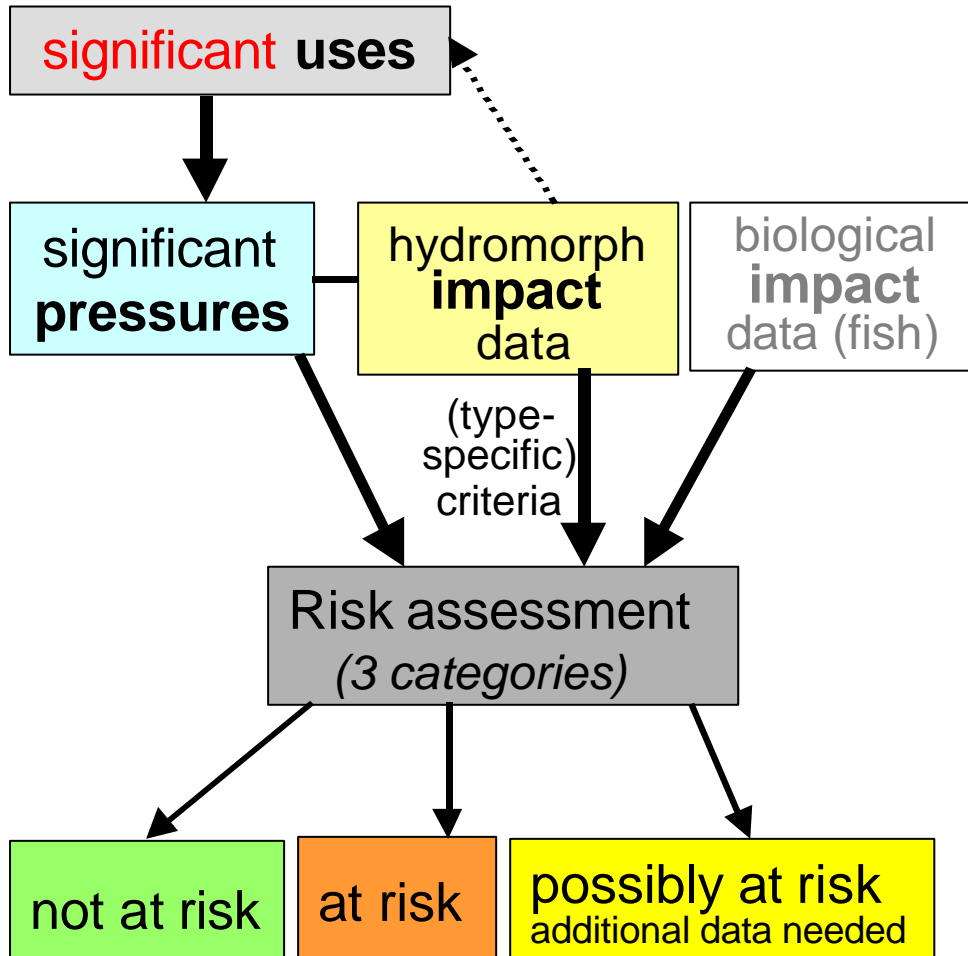 significant uses
significant
pressures
hydromorph
impact
data
biological
impact
data (fish)
(type-
specific)
criteria
Risk assessment
(3 categories)
not at risk
at risk
possibly at risk
additional data needed